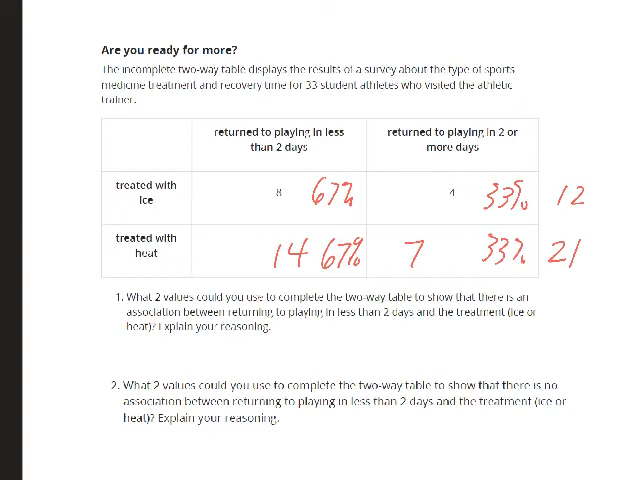 Are you ready for more?
The incomplete two-way table displays the results of a survey about the type of sports
medicine treatment and recovery time for 33 student athletes who visited the athletic
trainer.
returned to playing in less
than 2 days
returned to playing in 2 or
more days
treated with
ice
8 67% 4 33% 12
treated with
heat
14 67% 7 33% 21
1. What 2 values could you use to complete the two-way table to show that there is an
association between returning to playing in less than 2 days and the treatment (ice or
heat)? Explain your reasoning.
2. What 2 values could you use to complete the two-way table to show that there is no
association between returning to playing in less than 2 days and the treatment (ice or
heat)? Explain your reasoning.